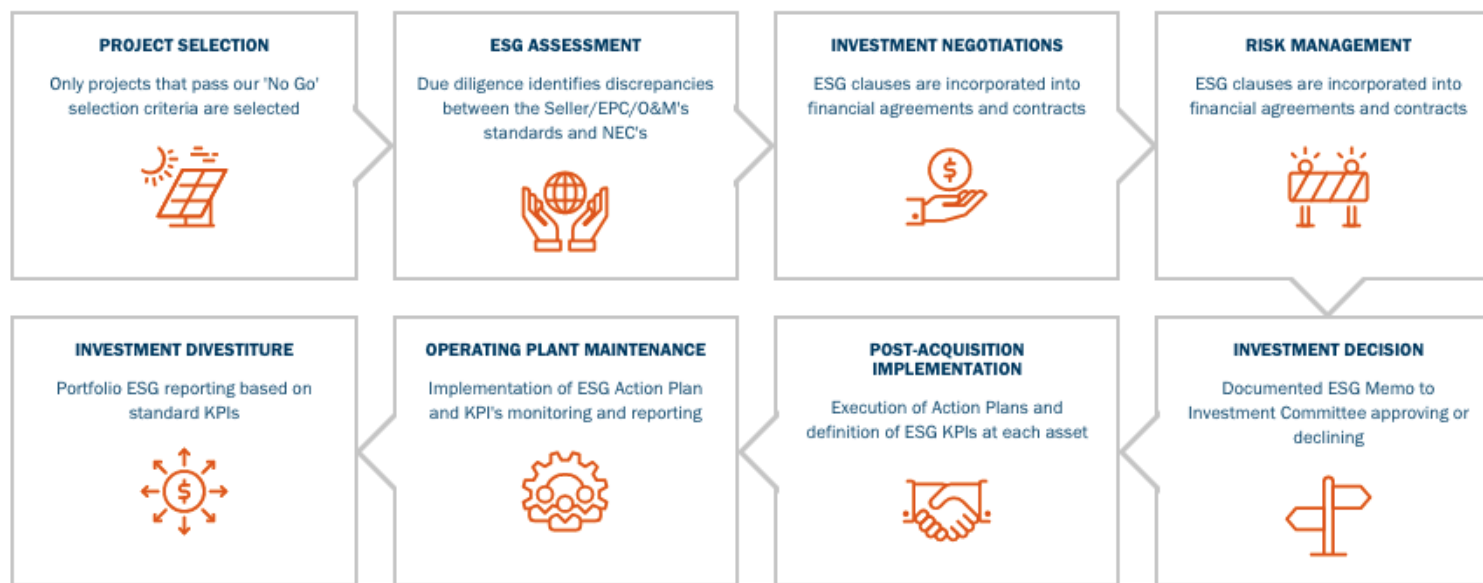 PROJECT SELECTION
Only projects that pass our 'No Go'
selection criteria are selected
ESG ASSESSMENT
Due diligence identifies discrepancies
between the Seller/EPC/O&M's
standards and NEC's
INVESTMENT NEGOTIATIONS
ESG clauses are incorporated into
financial agreements and contracts
RISK MANAGEMENT
ESG clauses are incorporated into
financial agreements and contracts
INVESTMENT DECISION
Documented ESG Memo to
Investment Committee approving or
declining
POST-ACQUISITION
IMPLEMENTATION
Execution of Action Plans and
definition of ESG KPIs at each asset
OPERATING PLANT MAINTENANCE
Implementation of ESG Action Plan
and KPI's monitoring and reporting
INVESTMENT DIVESTITURE
Portfolio ESG reporting based on
standard KPIs